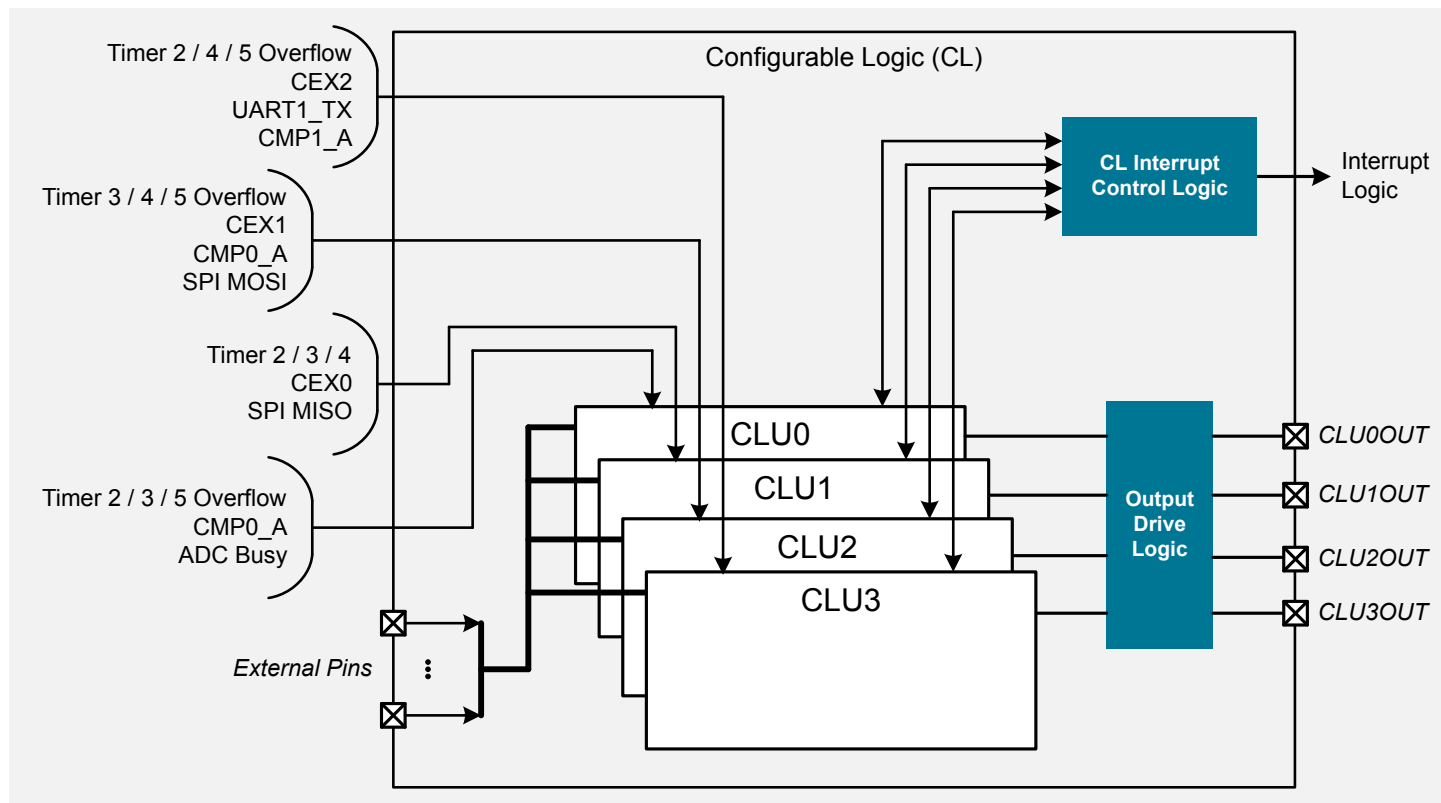 Timer 2 / 4 / 5 Overflow
CEX2
UART1_TX
CMP1_A
Timer 3 / 4 / 5 Overflow
CEX1
CMP0_A
SPI MOSI
Timer 2 / 3 / 4
CEX0
SPI MISO
Timer 2 / 3 / 5 Overflow
CMP0_A
ADC Busy
External Pins
Configurable Logic (CL)
CL Interrupt
Control Logic
Interrupt
Logic
CLU0
CLU1
CLU2
CLU3
Output
Drive
Logic
CLU0OUT
CLU1OUT
CLU2OUT
CLU3OUT